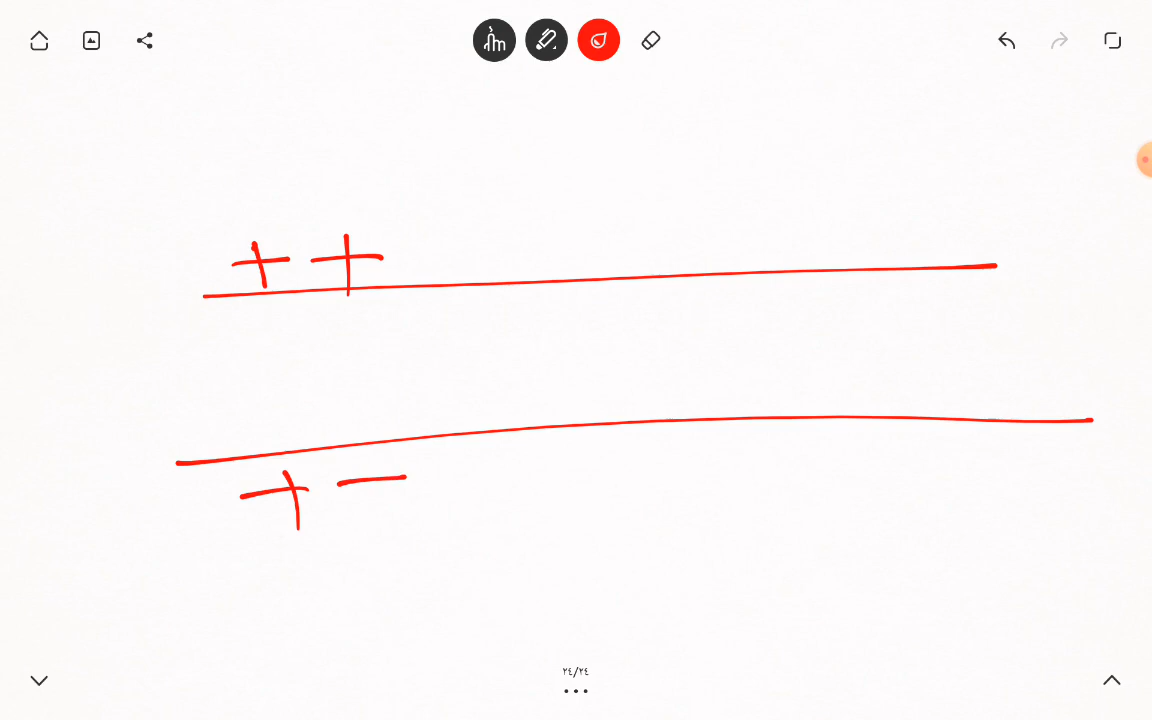 + +
+ −
٢٤/٢٤